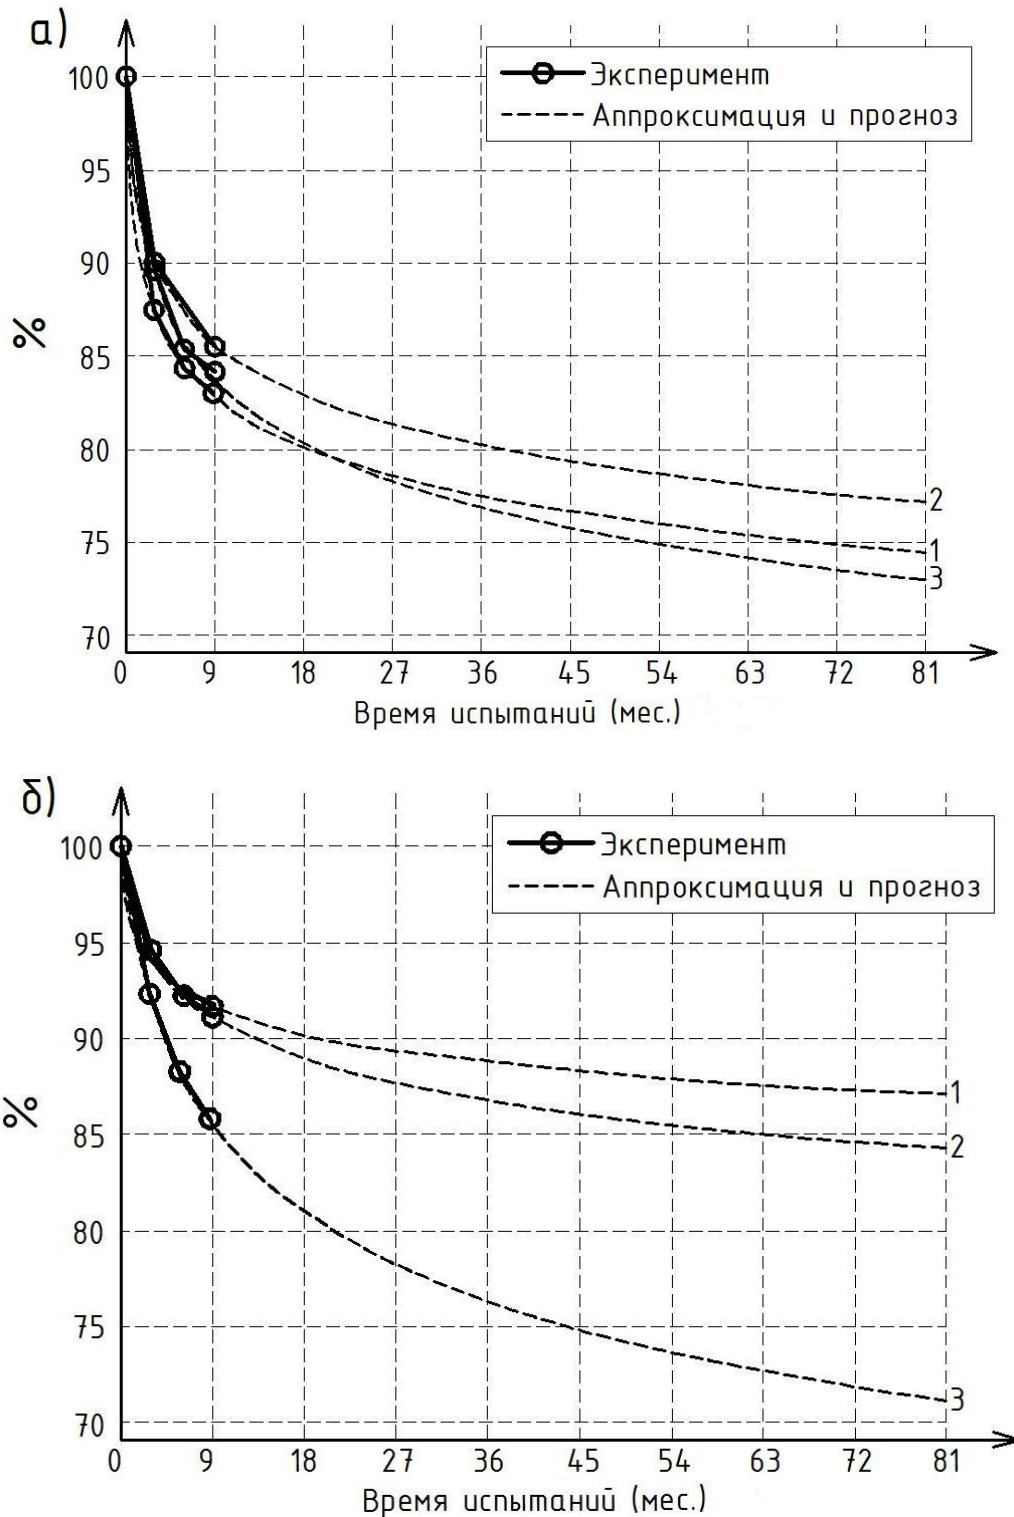 а)
Эксперимент
Аппроксимация и прогноз
100
95
90
85
80
75
70
%
2
1
3
0 9 18 27 36 45 54 63 72 81
Время испытаний (мес.)
б)
Эксперимент
Аппроксимация и прогноз
100
95
90
85
80
75
70
%
1
2
3
0 9 18 27 36 45 54 63 72 81
Время испытаний (мес.)